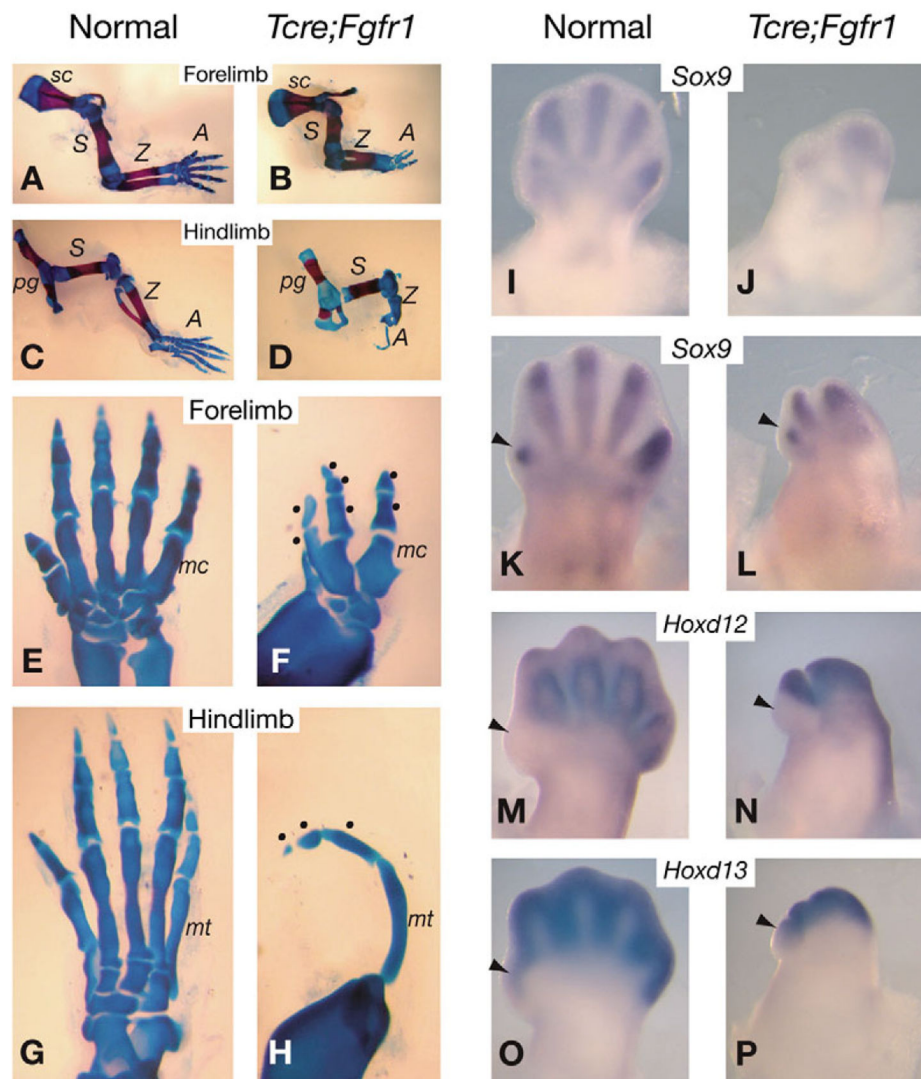 Normal Tcre;Fgfr1 Normal Tcre;Fgfr1
Forelimb
sc S Z A A
sc S Z A B
Hindlimb
pg S Z A C
pg S Z A D
Forelimb
mc E
mc F
Hindlimb
mt G
mt H
Sox9
I J
Sox9
K L
Hoxd12
M N
Hoxd13
O P